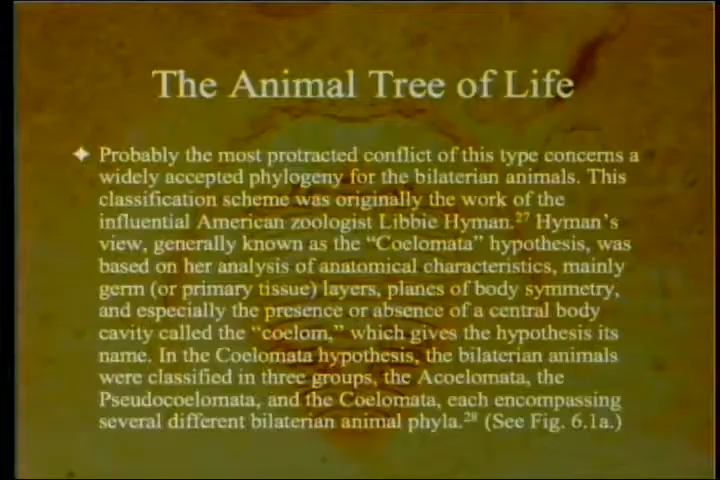 The Animal Tree of Life
Probably the most protracted conflict of this type concerns a
widely accepted phylogeny for the bilaterian animals. This
classification scheme was originally the work of the
influential American zoologist Libbie Hyman.27 Hyman's
view, generally known as the “Coelomata” hypothesis, was
based on her analysis of anatomical characteristics, mainly
germ (or primary tissue) layers, planes of body symmetry,
and especially the presence or absence of a central body
cavity called the “coelom,” which gives the hypothesis its
name. In the Coelomata hypothesis, the bilaterian animals
were classified in three groups, the Acoelomata, the
Pseudocoelomata, and the Coelomata, each encompassing
several different bilaterian animal phyla.28 (See Fig. 6.1a.)